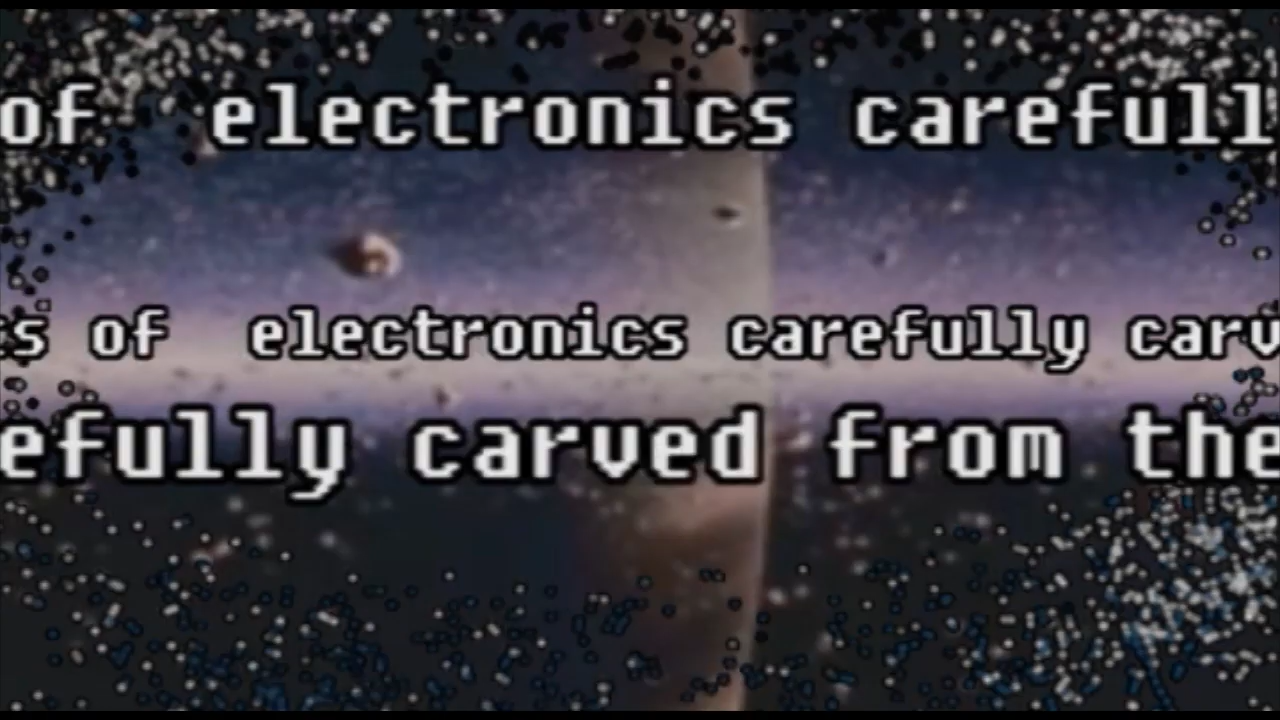 of electronics carefull
s of electronics carefully carv
efully carved from the